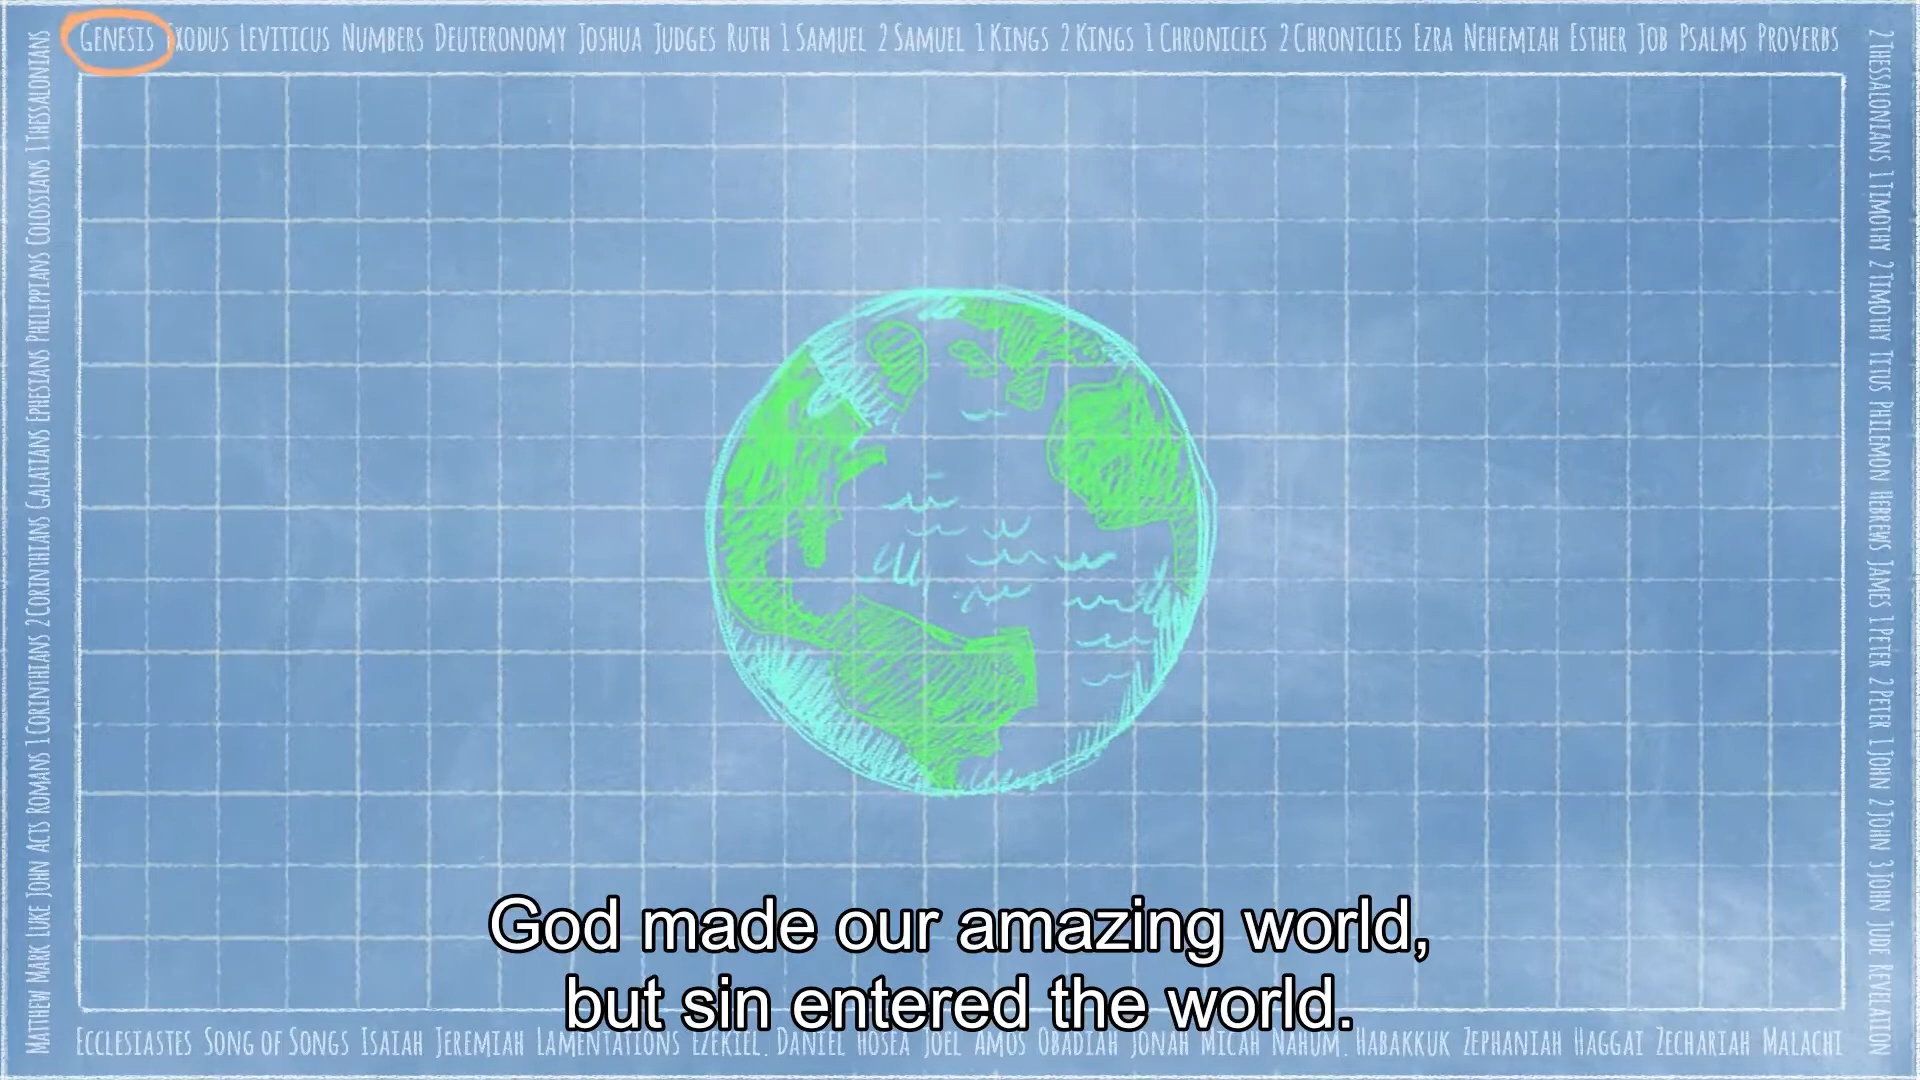 GENESIS EXODUS LEVITICUS NUMBERS DEUTERONOMY JOSHUA JUDGES RUTH 1 SAMUEL 2 SAMUEL 1 KINGS 2 KINGS 1 CHRONICLES 2 CHRONICLES EZRA NEHEMIAH ESTHER JOB PSALMS PROVERBS
ECCLESIASTES SONG OF SONGS ISAIAH JEREMIAH LAMENTATIONS EZEKIEL DANIEL HOSEA JOEL AMOS OBADIAH JONAH MICAH NAHUM HABAKKUK ZEPHANIAH HAGGAI ZECHARIAH MALACHI
MATTHEW MARK LUKE JOHN ACTS ROMANS 1 CORINTHIANS 2 CORINTHIANS GALATIANS EPHESIANS PHILIPPIANS COLOSSIANS 1 THESSALONIANS
2 THESSALONIANS 1 TIMOTHY 2 TIMOTHY TITUS PHILEMON HEBREWS JAMES 1 PETER 2 PETER 1 JOHN 2 JOHN 3 JOHN JUDE REVELATION
God made our amazing world,
but sin entered the world.